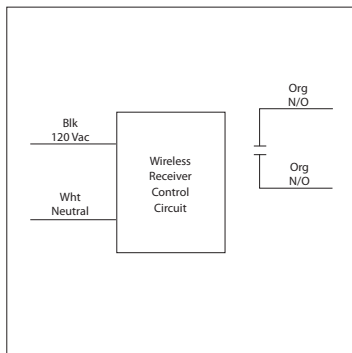 Blk
120 Vac
Wht
Neutral
Wireless
Receiver
Control
Circuit
Org
N/O
Org
N/O